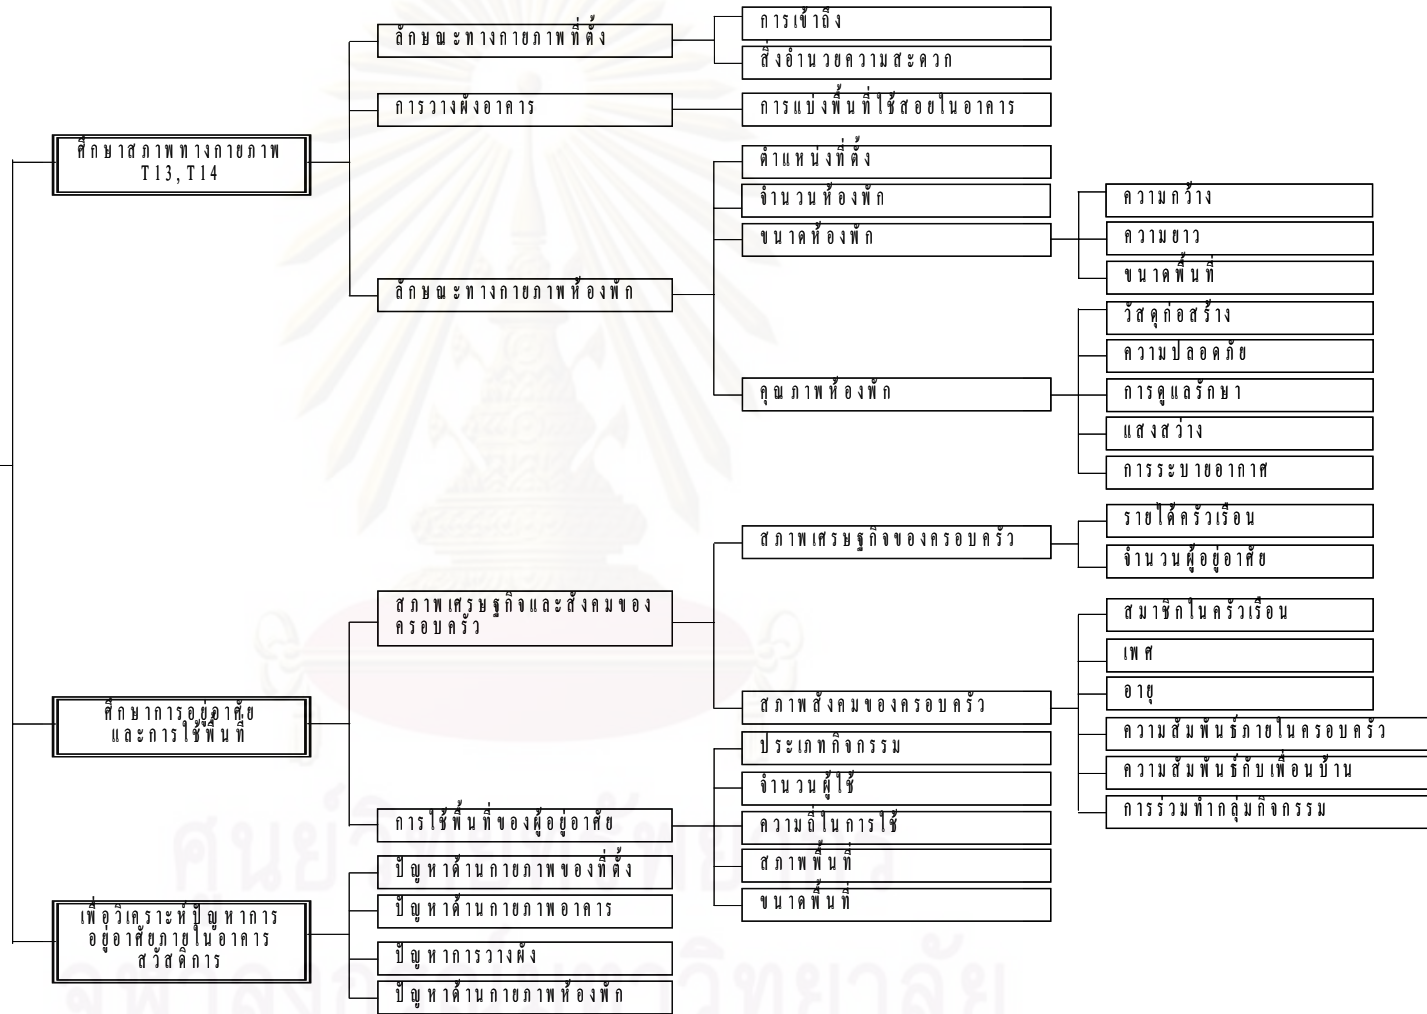 ศึกษาสภาพทางกายภาพ
T13,T14
ลักษณะทางกายภาพที่ตั้ง
การเข้าถึง
สิ่งอำนวยความสะดวก
การวางผังอาคาร
การแบ่งพื้นที่ใช้สอยในอาคาร
ลักษณะทางกายภาพห้องพัก
ตำแหน่งที่ตั้ง
จำนวนห้องพัก
ขนาดห้องพัก
ความกว้าง
ความยาว
ขนาดพื้นที่
คุณภาพห้องพัก
วัสดุก่อสร้าง
ความปลอดภัย
การดูแลรักษา
แสงสว่าง
การระบายอากาศ
ศึกษาการอยู่อาศัย
และการใช้พื้นที่
สภาพเศรษฐกิจและสังคมของ
ครอบครัว
สภาพเศรษฐกิจของครอบครัว
รายได้ครัวเรือน
จำนวนผู้อยู่อาศัย
สภาพสังคมของครอบครัว
สมาชิกในครัวเรือน
เพศ
อายุ
ความสัมพันธ์ภายในครอบครัว
ความสัมพันธ์กับเพื่อนบ้าน
การร่วมทำกลุ่มกิจกรรม
การใช้พื้นที่ของผู้อยู่อาศัย
ประเภทกิจกรรม
จำนวนผู้ใช้
ความถี่ในการใช้
สภาพพื้นที่
ขนาดพื้นที่
เพื่อวิเคราะห์ปัญหาการ
อยู่อาศัยภายในอาคาร
สวัสดิการ
ปัญหาด้านกายภาพของที่ตั้ง
ปัญหาด้านกายภาพอาคาร
ปัญหาการวางผัง
ปัญหาด้านกายภาพห้องพัก
ศูนย์วิทยทรัพยากร
จุฬาลงกรณ์มหาวิทยาลัย